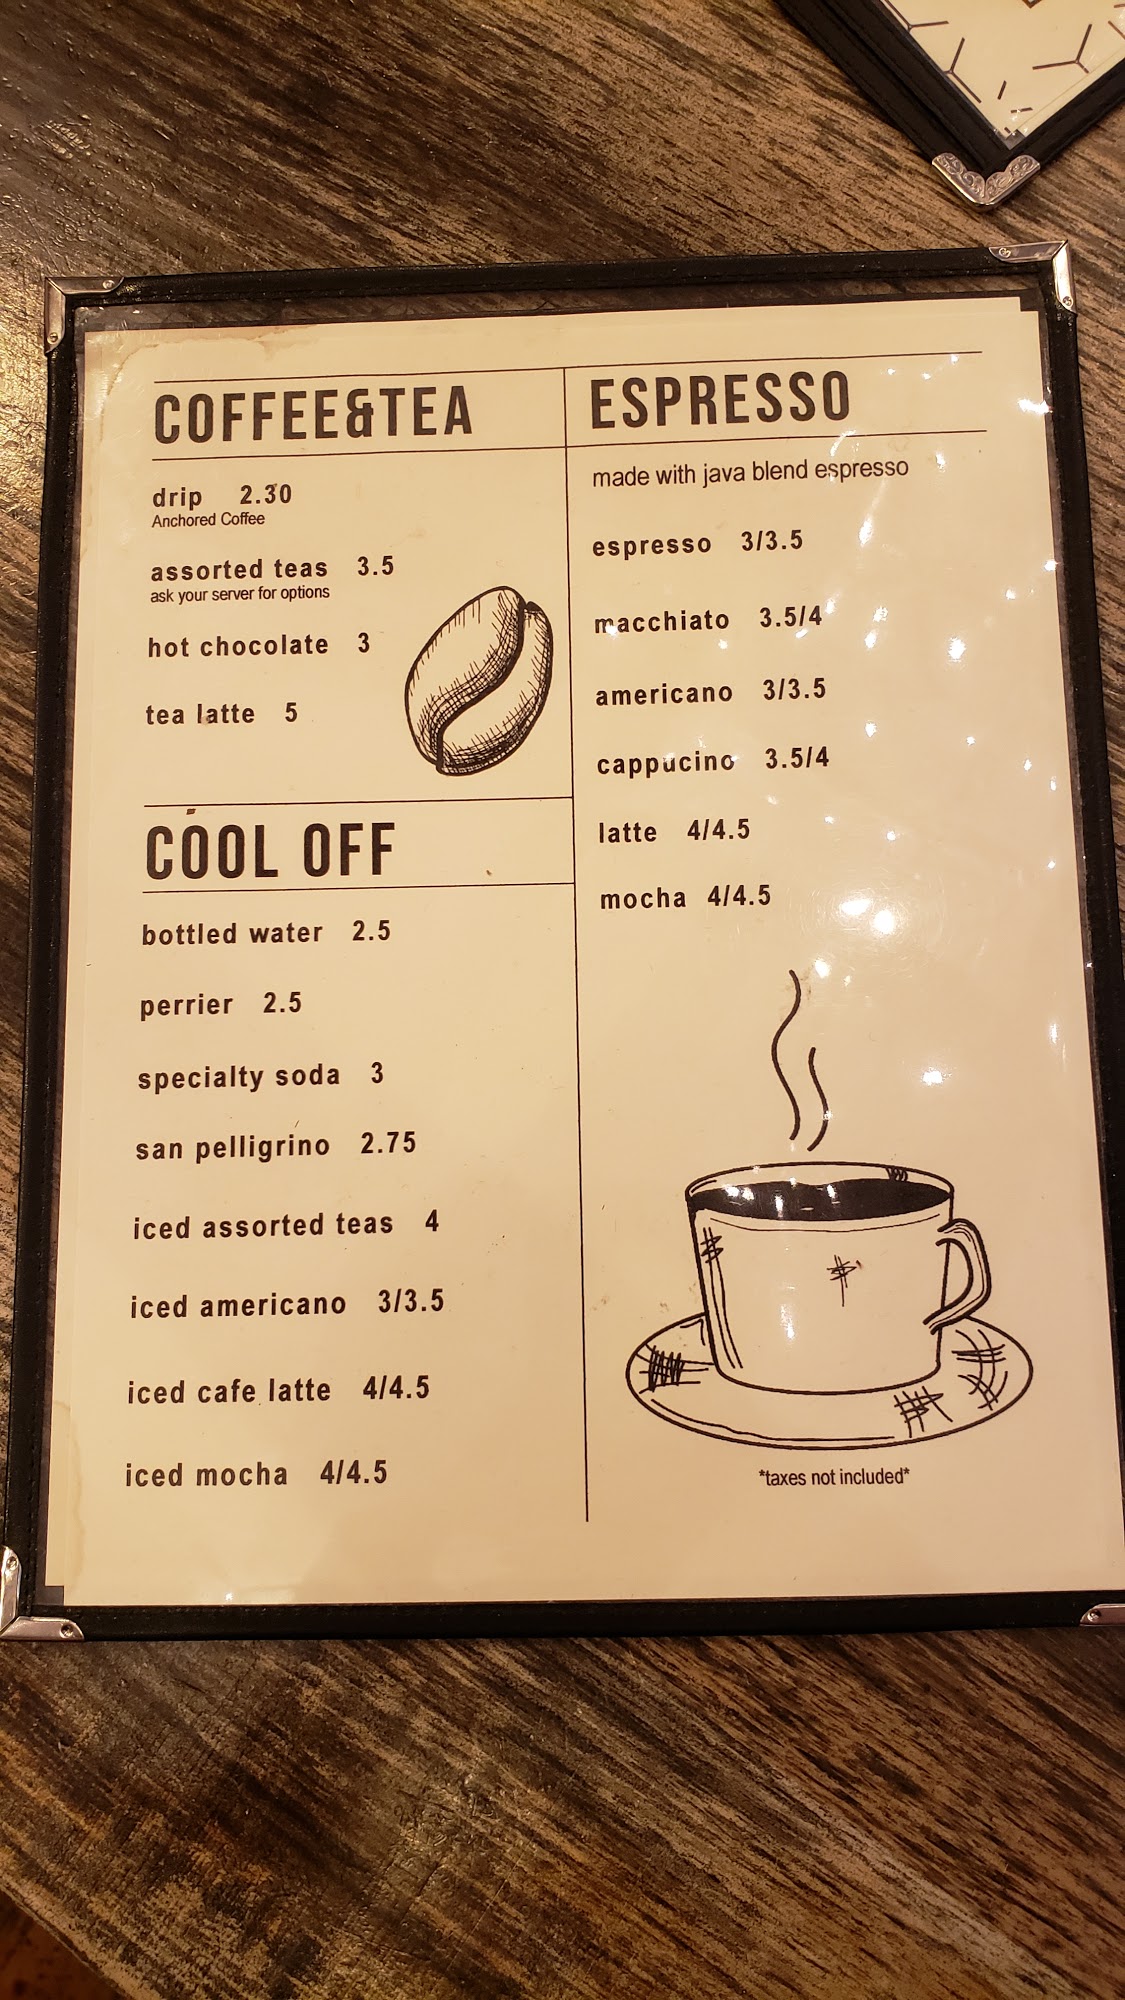 COFFEE&TEA
drip 2.30
Anchored Coffee
assorted teas 3.5
ask your server for options
hot chocolate 3
tea latte 5
COOL OFF
bottled water 2.5
perrier 2.5
specialty soda 3
san pelligrino 2.75
iced assorted teas 4
iced americano 3/3.5
iced cafe latte 4/4.5
iced mocha 4/4.5
ESPRESSO
made with java blend espresso
espresso 3/3.5
macchiato 3.5/4
americano 3/3.5
cappucino 3.5/4
latte 4/4.5
mocha 4/4.5
*taxes not included*